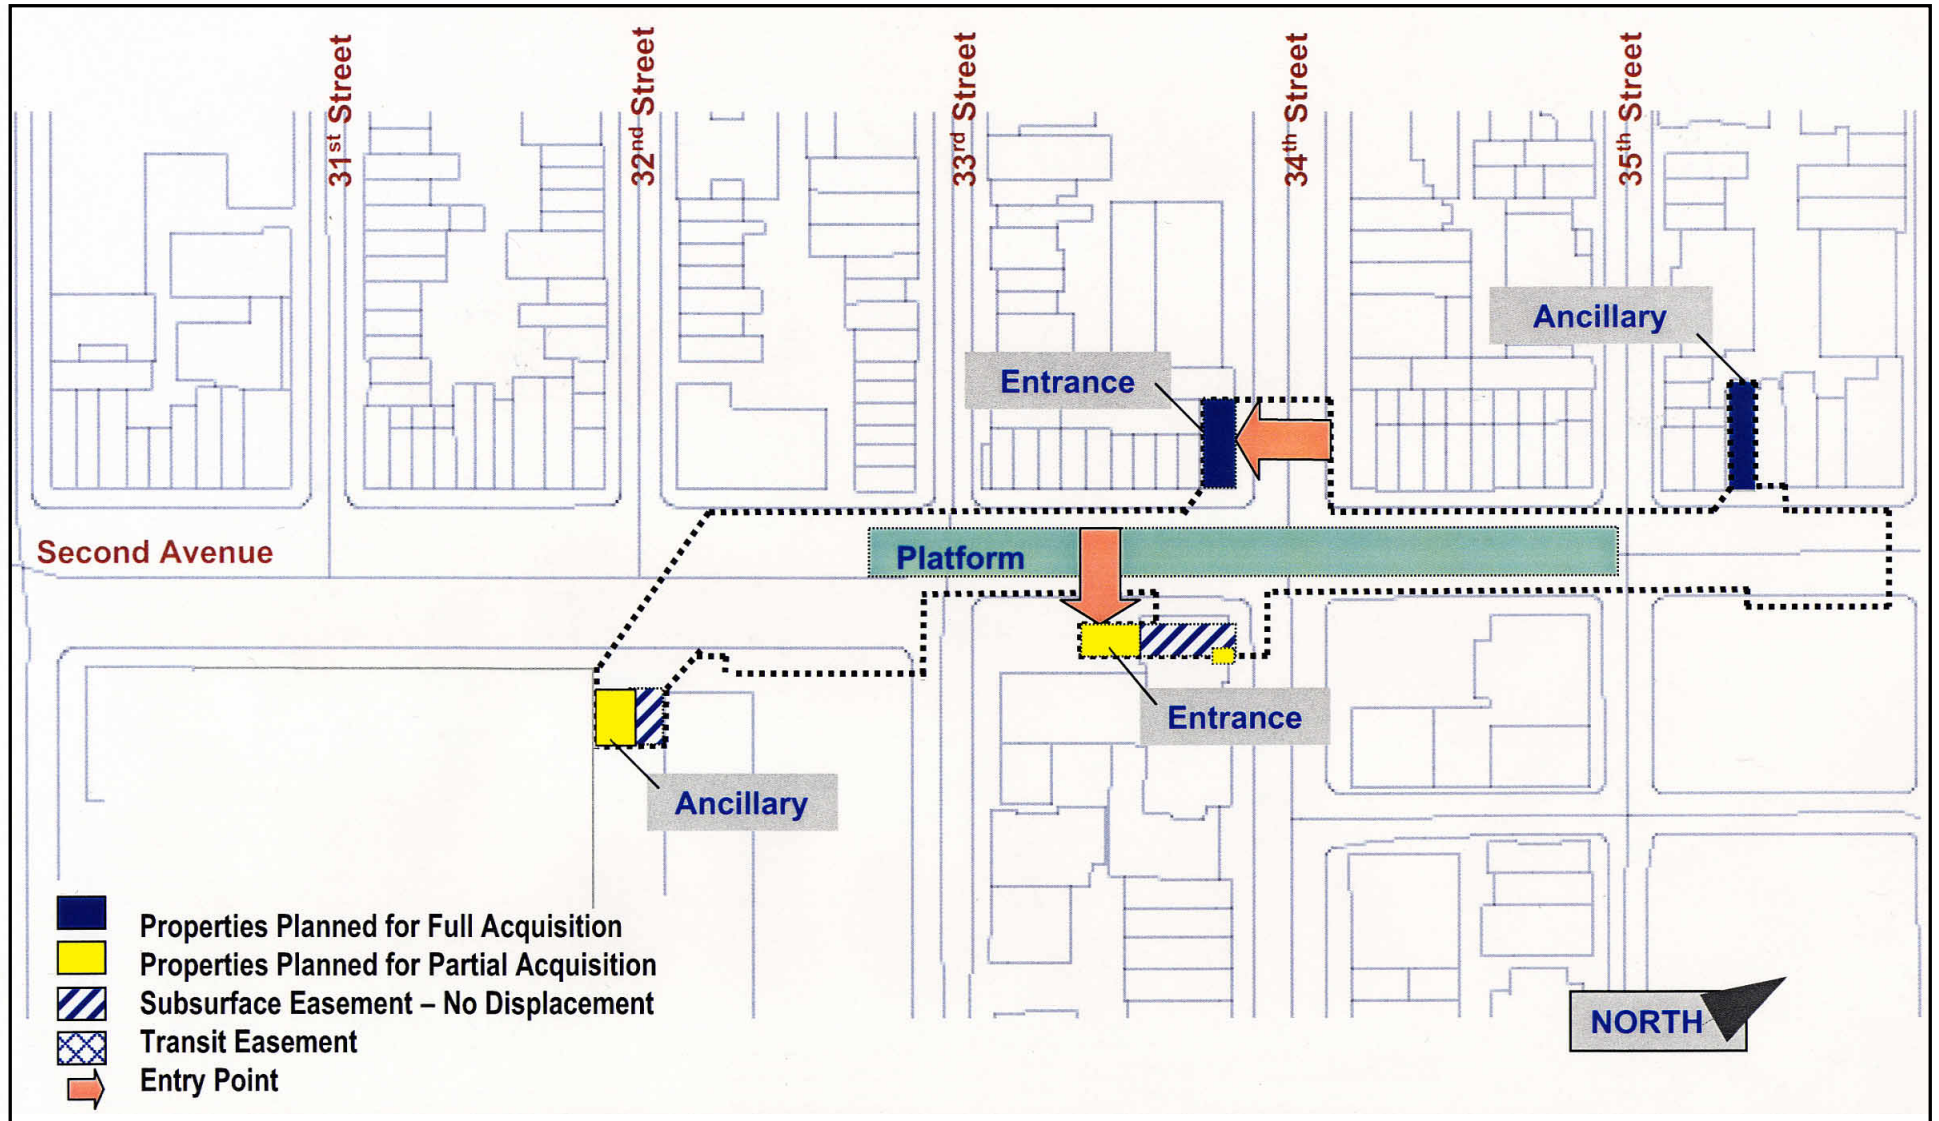 31st Street
32nd Street
33rd Street
34th Street
35th Street
Ancillary
Entrance
Second Avenue
Platform
Entrance
Ancillary
Properties Planned for Full Acquisition
Properties Planned for Partial Acquisition
Subsurface Easement – No Displacement
Transit Easement
Entry Point
NORTH